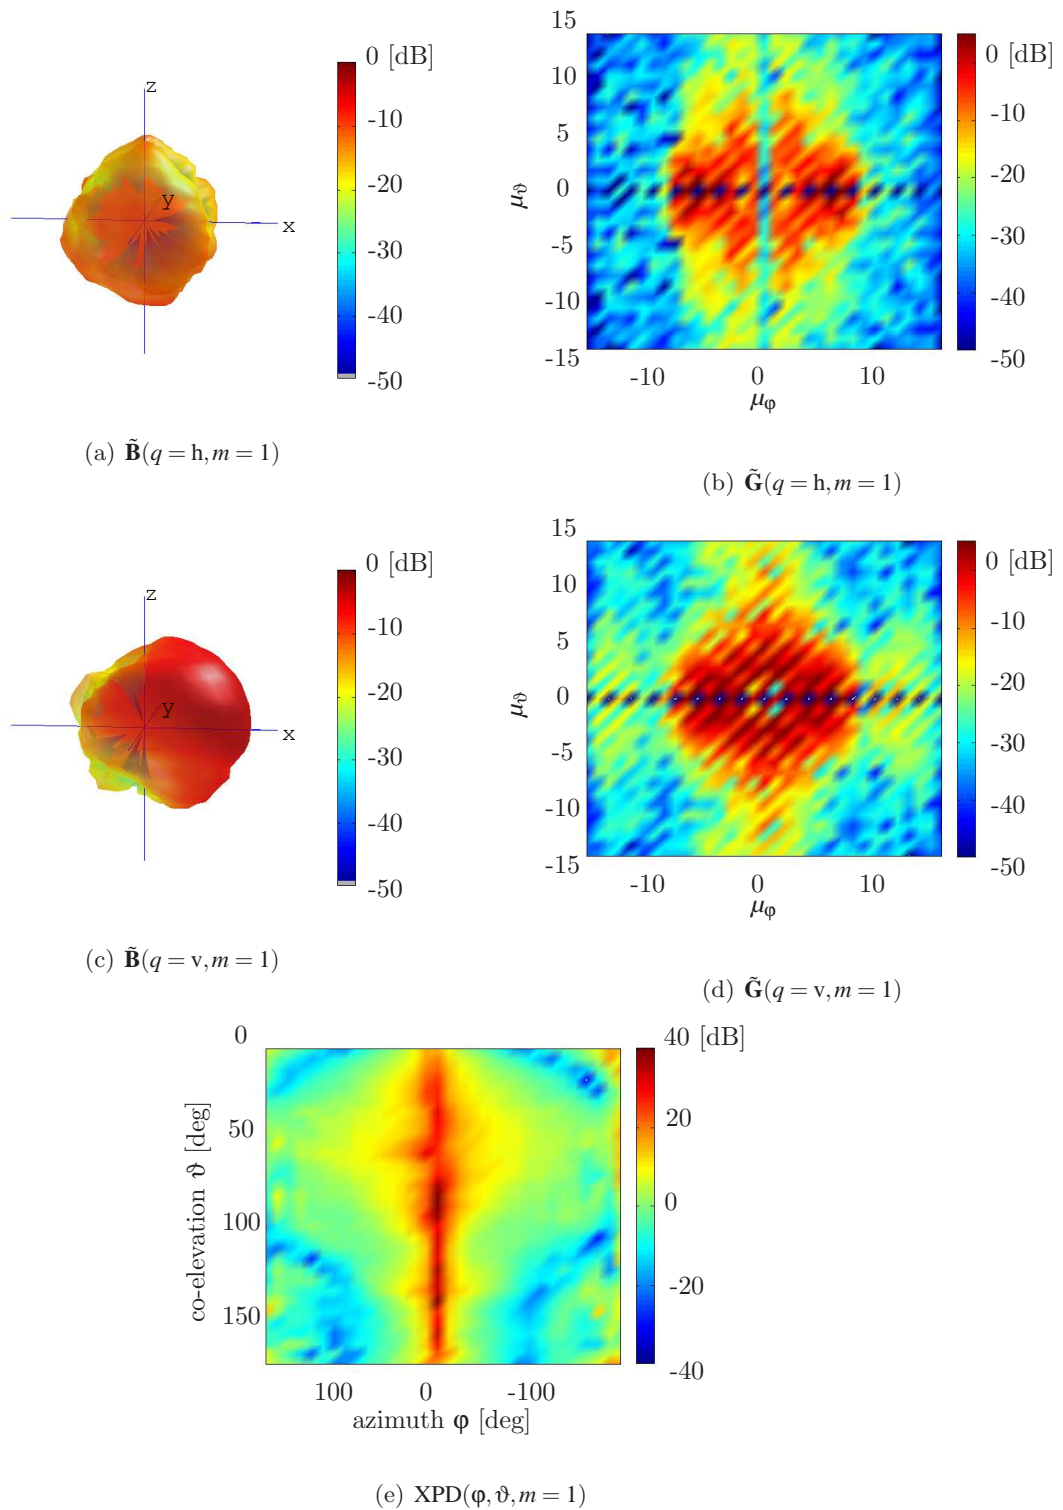 0 [dB]
-10
-20
-30
-40
-50
z
y
x
(a) B̃(q = h, m = 1)
15
10
5
0
-5
-10
-15
μϑ
-10 0 10
μφ
0 [dB]
-10
-20
-30
-40
-50
(b) G̃(q = h, m = 1)
0 [dB]
-10
-20
-30
-40
-50
z
y
x
(c) B̃(q = v, m = 1)
15
10
5
0
-5
-10
-15
μϑ
-10 0 10
μφ
0 [dB]
-10
-20
-30
-40
-50
(d) G̃(q = v, m = 1)
0
50
100
150
co-elevation ϑ [deg]
100 0 -100
azimuth φ [deg]
40 [dB]
20
0
-20
-40
(e) XPD(φ, ϑ, m = 1)